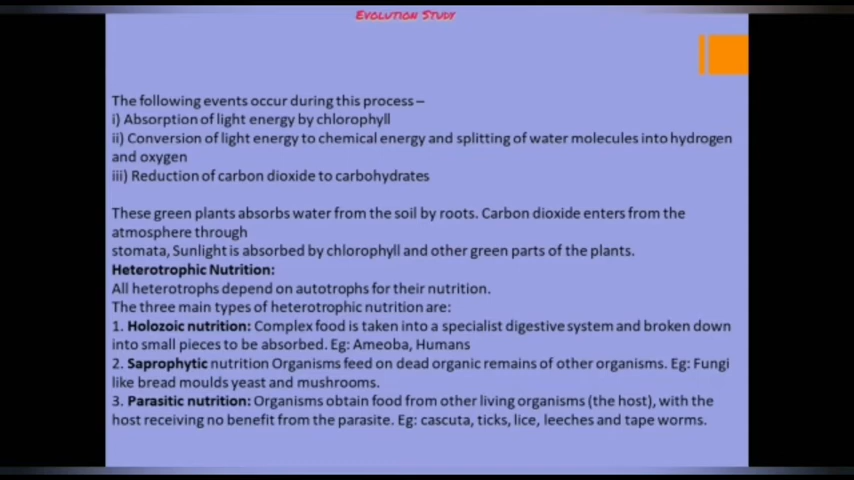 Evolution Study
The following events occur during this process –
i) Absorption of light energy by chlorophyll
ii) Conversion of light energy to chemical energy and splitting of water molecules into hydrogen
and oxygen
iii) Reduction of carbon dioxide to carbohydrates
These green plants absorbs water from the soil by roots. Carbon dioxide enters from the
atmosphere through
stomata, Sunlight is absorbed by chlorophyll and other green parts of the plants.
Heterotrophic Nutrition:
All heterotrophs depend on autotrophs for their nutrition.
The three main types of heterotrophic nutrition are:
1. Holozoic nutrition: Complex food is taken into a specialist digestive system and broken down
into small pieces to be absorbed. Eg: Ameoba, Humans
2. Saprophytic nutrition Organisms feed on dead organic remains of other organisms. Eg: Fungi
like bread moulds yeast and mushrooms.
3. Parasitic nutrition: Organisms obtain food from other living organisms (the host), with the
host receiving no benefit from the parasite. Eg: cascuta, ticks, lice, leeches and tape worms.